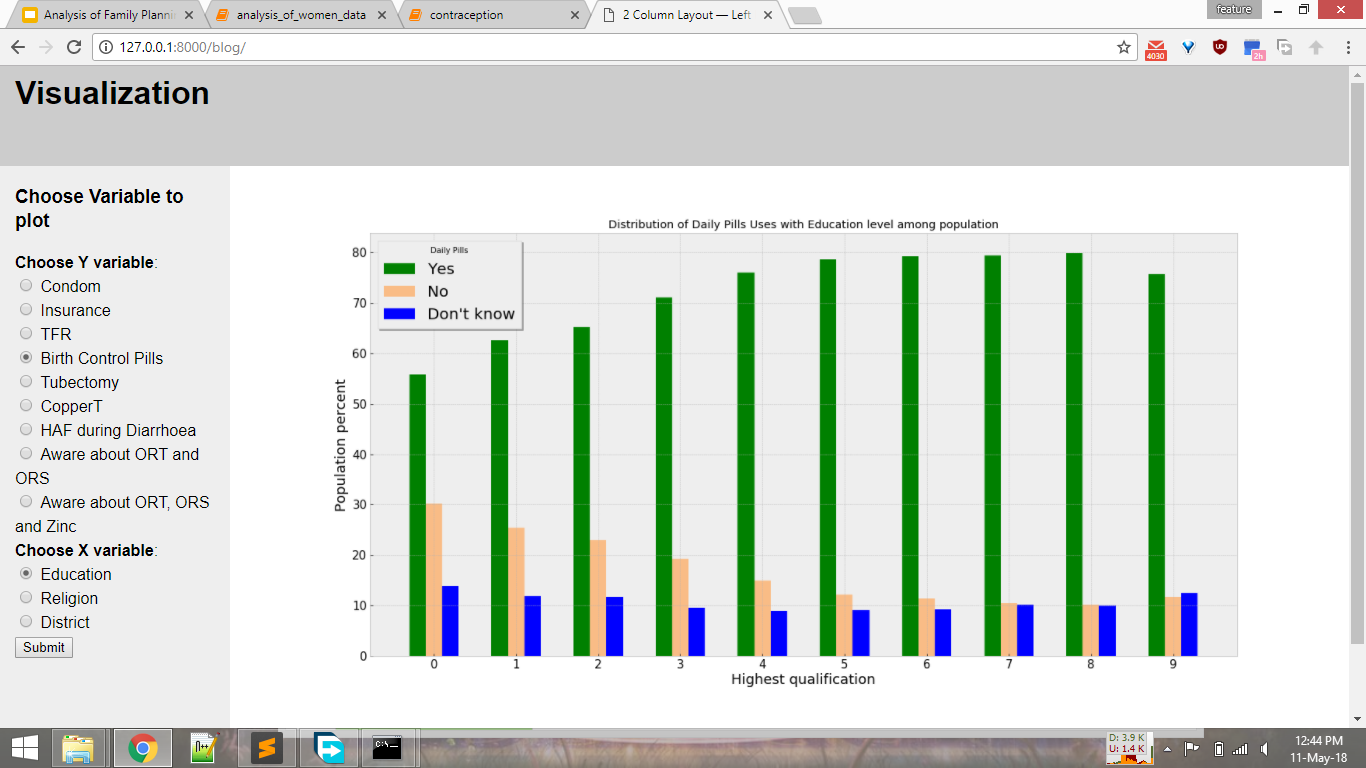 Analysis of Family Plannin
analysis_of_women_data
contraception
2 Column Layout — Left
feature
127.0.0.1:8000/blog/
4030
2h
Visualization
Choose Variable to
plot
Choose Y variable:
Condom
Insurance
TFR
Birth Control Pills
Tubectomy
CopperT
HAF during Diarrhoea
Aware about ORT and
ORS
Aware about ORT, ORS
and Zinc
Choose X variable:
Education
Religion
District
Submit
Distribution of Daily Pills Uses with Education level among population
Daily Pills
Yes
No
Don't know
Population percent
80
70
60
50
40
30
20
10
0
0 1 2 3 4 5 6 7 8 9
Highest qualification
D: 3.9 K
U: 1.4 K
12:44 PM
11-May-18